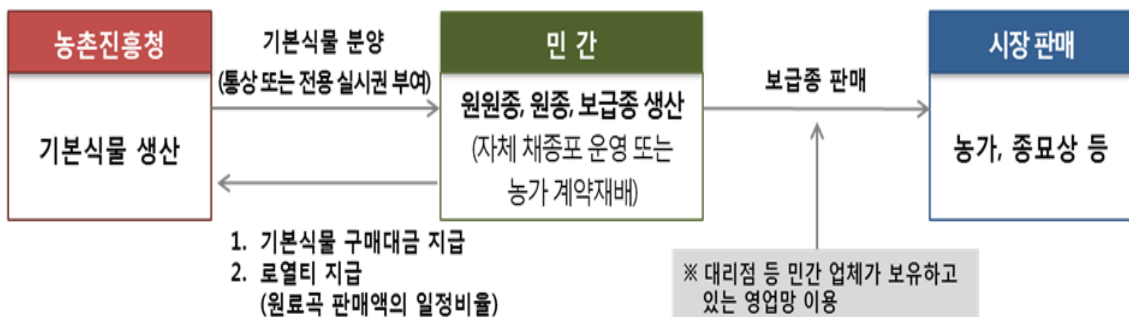 농촌진흥청
기본식물 생산
기본식물 분양
(통상 또는 전용 실시권 부여)
1. 기본식물 구매대금 지급
2. 로열티 지급
(원료곡 판매액의 일정비율)
민 간
원원종, 원종, 보급종 생산
(자체 채종포 운영 또는
농가 계약재배)
보급종 판매
※ 대리점 등 민간 업체가 보유하고
있는 영업망 이용
시장 판매
농가, 종묘상 등